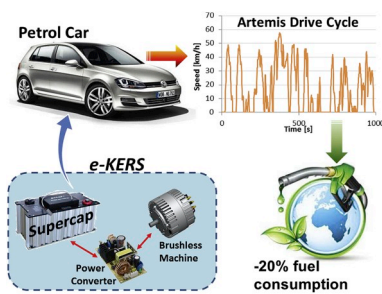 Petrol Car
Artemis Drive Cycle
Speed [km/h]
70
60
50
40
30
20
10
0
0
500
1000
Time [s]
e-KERS
Supercap
Brushless
Machine
Power
Converter
-20% fuel
consumption